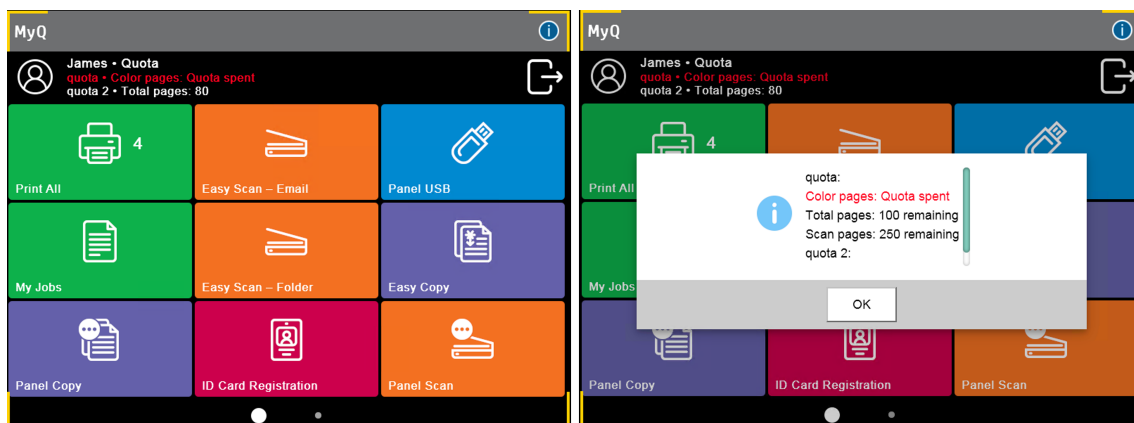 MyQ
James • Quota
quota • Color pages: Quota spent
quota 2 • Total pages: 80
4
Print All
Easy Scan – Email
Panel USB
My Jobs
Easy Scan – Folder
Easy Copy
Panel Copy
ID Card Registration
Panel Scan
MyQ
James • Quota
quota • Color pages: Quota spent
quota 2 • Total pages: 80
4
Print All
quota:
Color pages: Quota spent
Total pages: 100 remaining
Scan pages: 250 remaining
quota 2:
My Jobs
OK
Panel Copy
ID Card Registration
Panel Scan